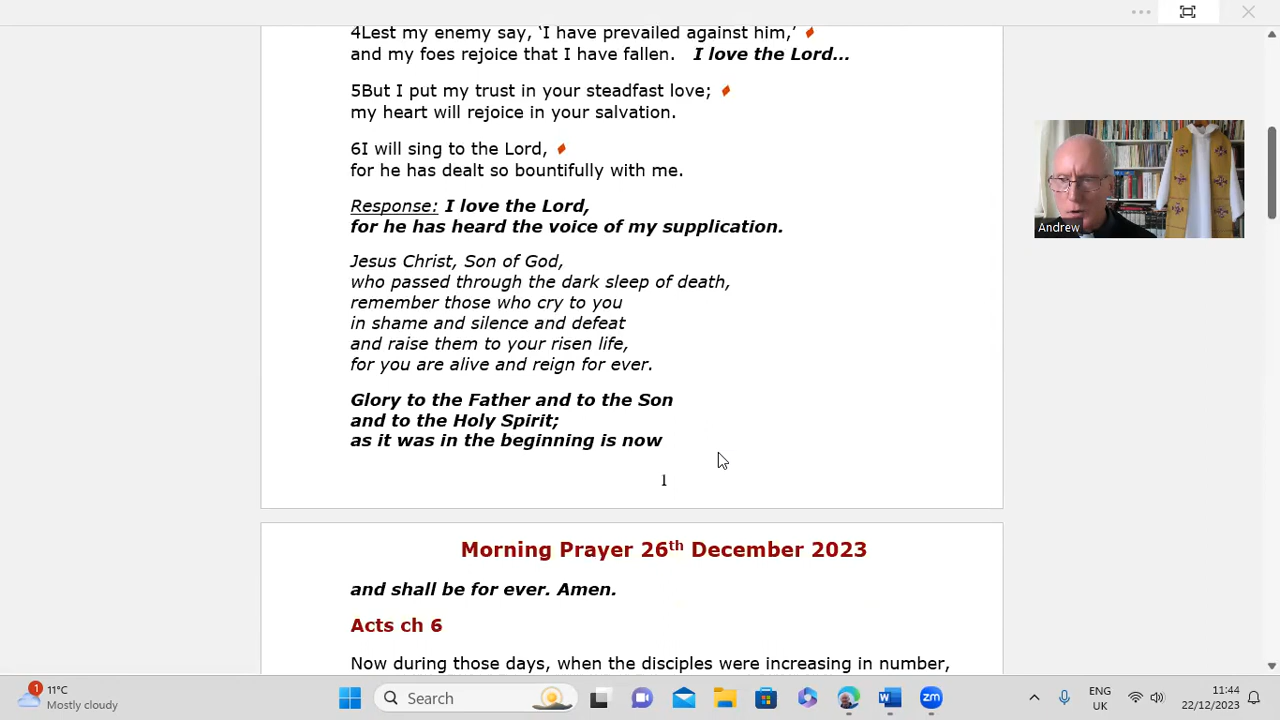 4Lest my enemy say, ‘I have prevailed against him,’ ♦
and my foes rejoice that I have fallen. I love the Lord...
5But I put my trust in your steadfast love; ♦
my heart will rejoice in your salvation.
6I will sing to the Lord, ♦
for he has dealt so bountifully with me.
Response: I love the Lord,
for he has heard the voice of my supplication.
Jesus Christ, Son of God,
who passed through the dark sleep of death,
remember those who cry to you
in shame and silence and defeat
and raise them to your risen life,
for you are alive and reign for ever.
Glory to the Father and to the Son
and to the Holy Spirit;
as it was in the beginning is now
1
Morning Prayer 26th December 2023
and shall be for ever. Amen.
Acts ch 6
Now during those days, when the disciples were increasing in number,
Andrew
1
11°C
Mostly cloudy
Search
zm
ENG
UK
11:44
22/12/2023